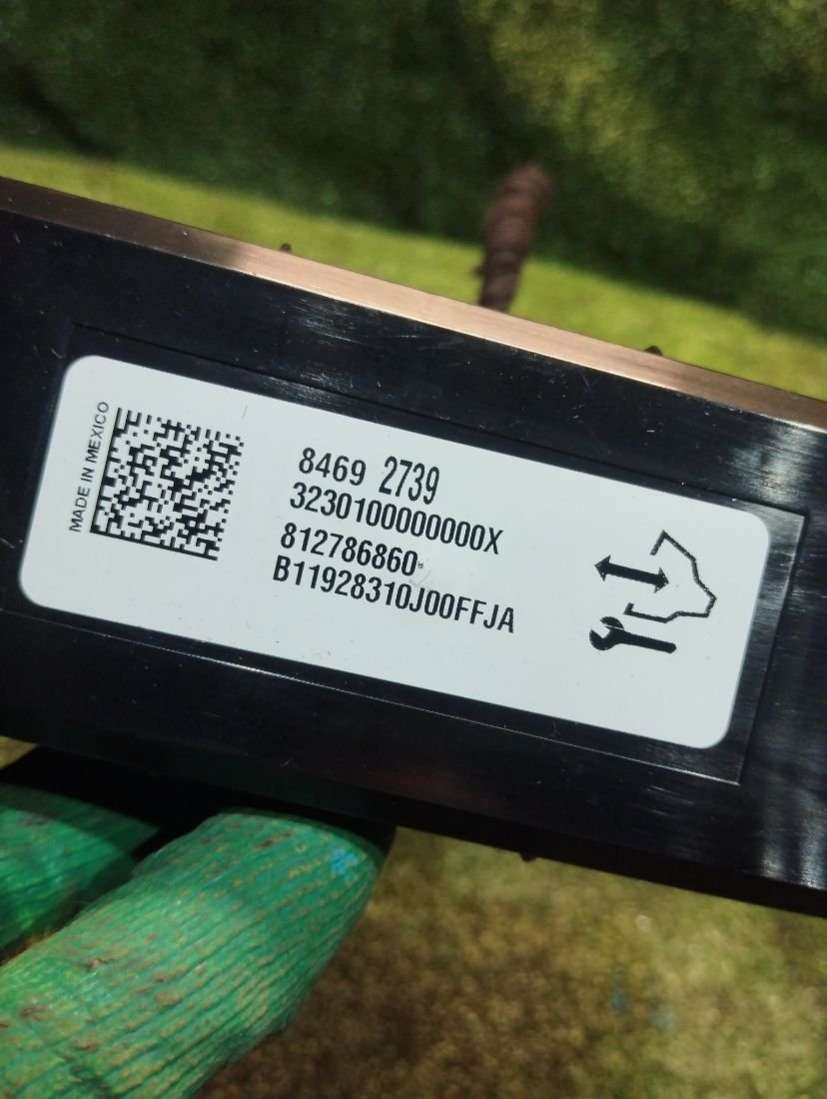 MADE IN MEXICO
8469 2739
3230100000000X
812786860
B11928310J00FFJA